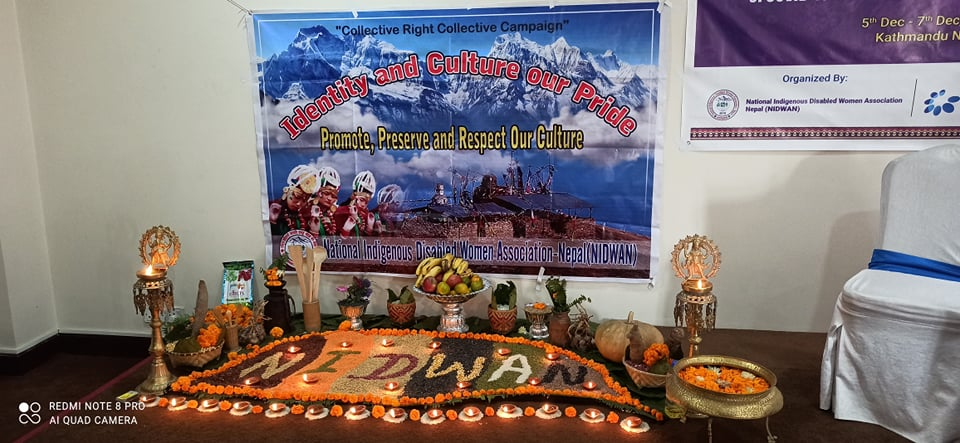 "Collective Right Collective Campaign"
Identity and Culture our Pride
Promote, Preserve and Respect Our Culture
National Indigenous Disabled Women Association-Nepal(NIDWAN)
5th Dec - 7th Dec
Kathmandu N
Organized By:
National Indigenous Disabled Women Association
Nepal (NIDWAN)
NIDWAN
REDMI NOTE 8 PRO
AI QUAD CAMERA